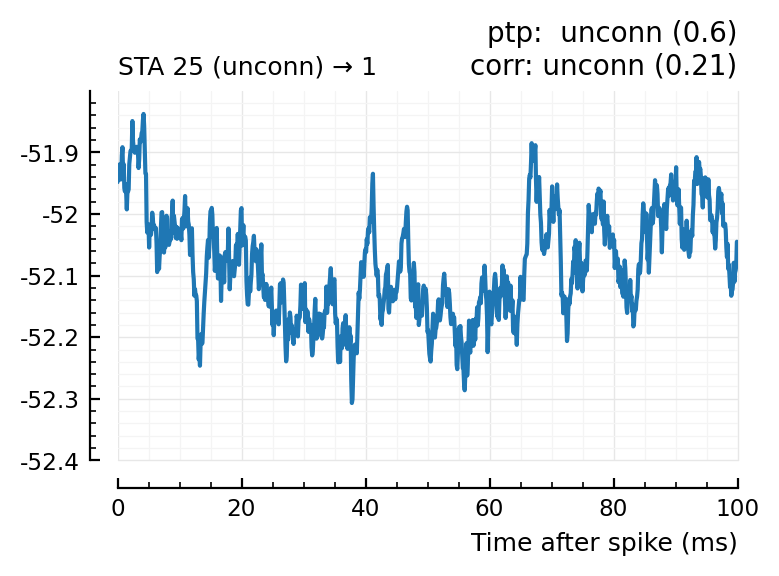 ptp:  unconn (0.6)
STA 25 (unconn) → 1
corr: unconn (0.21)
-51.9
-52
-52.1
-52.2
-52.3
-52.4
0 20 40 60 80 100
Time after spike (ms)